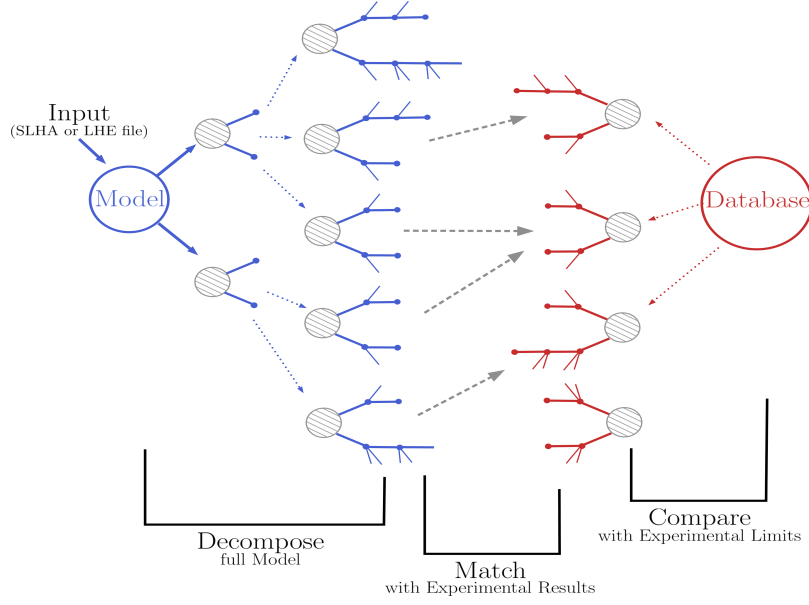 Input
(SLHA or LHE file)
Model
Database
Decompose
full Model
Match
with Experimental Results
Compare
with Experimental Limits